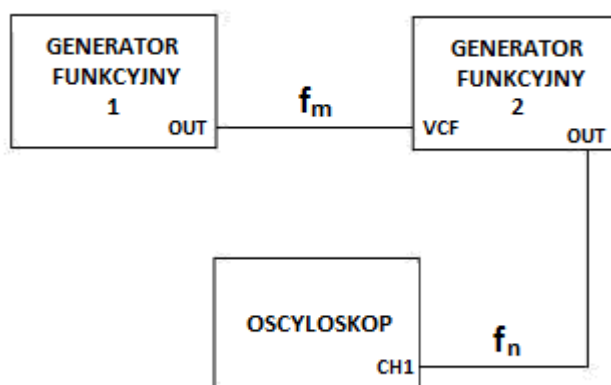 GENERATOR
FUNKCYJNY
1
OUT
fm
GENERATOR
FUNKCYJNY
2
VCF
OUT
OSCYLOSKOP
CH1
fn